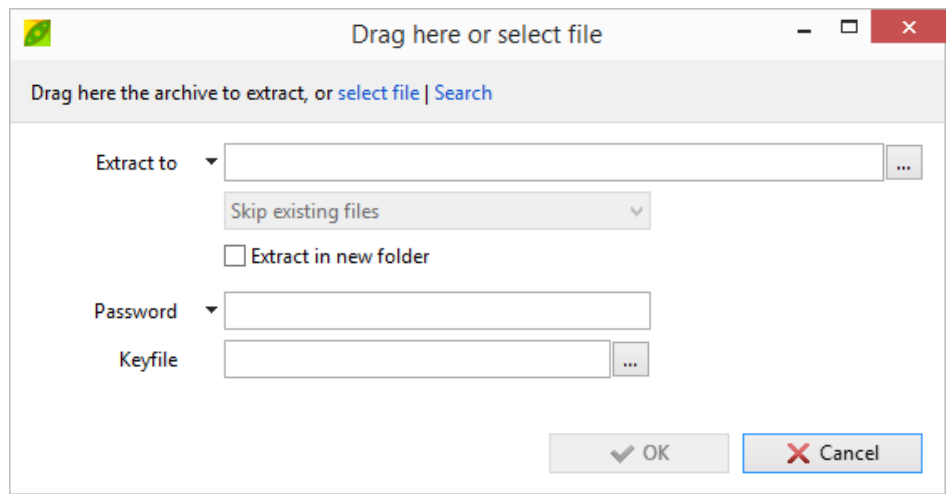 Drag here or select file
Drag here the archive to extract, or select file | Search
Extract to
...
Skip existing files
Extract in new folder
Password
Keyfile
...
OK
Cancel